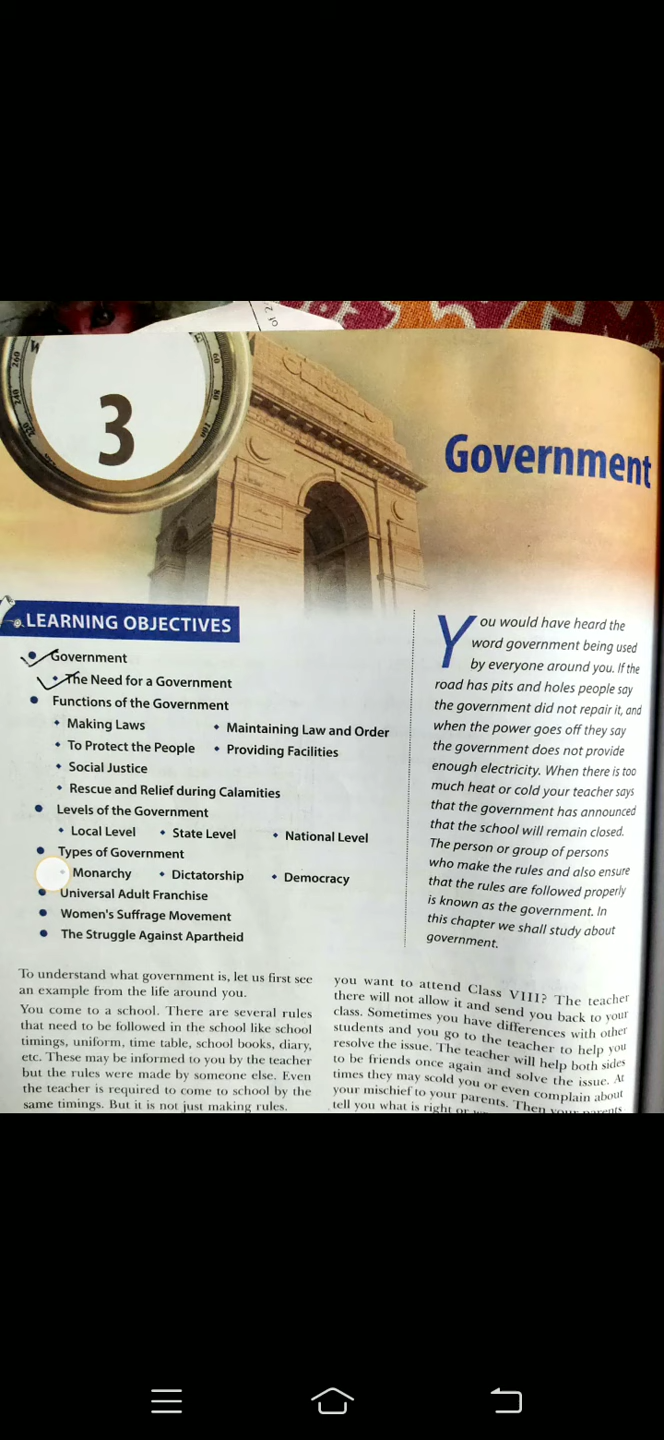 of 2
W
E
260
240
220
60
80
100
3
Government
LEARNING OBJECTIVES
• Government
• The Need for a Government
• Functions of the Government
• Making Laws • Maintaining Law and Order
• To Protect the People • Providing Facilities
• Social Justice
• Rescue and Relief during Calamities
• Levels of the Government
• Local Level • State Level • National Level
• Types of Government
• Monarchy • Dictatorship • Democracy
• Universal Adult Franchise
• Women's Suffrage Movement
• The Struggle Against Apartheid
You would have heard the
word government being used
by everyone around you. If the
road has pits and holes people say
the government did not repair it, and
when the power goes off they say
the government does not provide
enough electricity. When there is too
much heat or cold your teacher says
that the government has announced
that the school will remain closed.
The person or group of persons
who make the rules and also ensure
that the rules are followed properly
is known as the government. In
this chapter we shall study about
government.
To understand what government is, let us first see
an example from the life around you.
You come to a school. There are several rules
that need to be followed in the school like school
timings, uniform, time table, school books, diary,
etc. These may be informed to you by the teacher
but the rules were made by someone else. Even
the teacher is required to come to school by the
same timings. But it is not just making rules.
you want to attend Class VIII? The teacher
there will not allow it and send you back to your
class. Sometimes you have differences with other
students and you go to the teacher to help you
resolve the issue. The teacher will help both sides
to be friends once again and solve the issue. At
times they may scold you or even complain about
your mischief to your parents. Then your parents
tell you what is right or